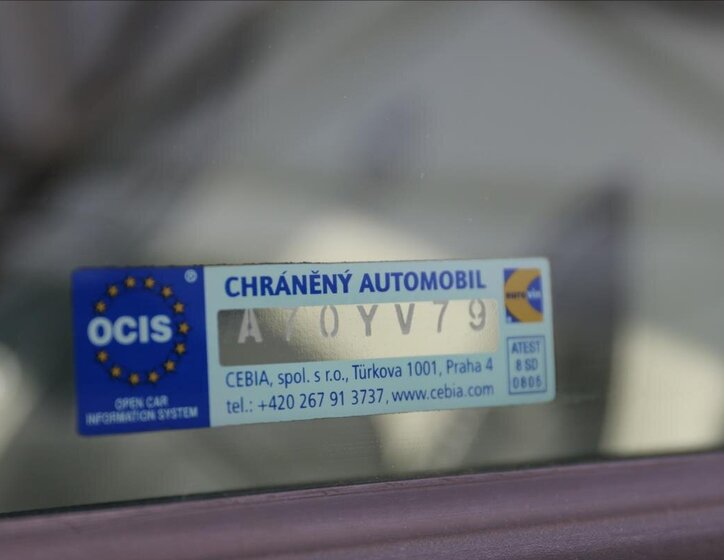 OCIS
®
OPEN CAR
INFORMATION SYSTEM
CHRÁNĚNÝ AUTOMOBIL
A70YV79
CEBIA, spol. s r.o., Türkova 1001, Praha 4
tel.: +420 267 91 3737, www.cebia.com
ATEST
8 SD
0806